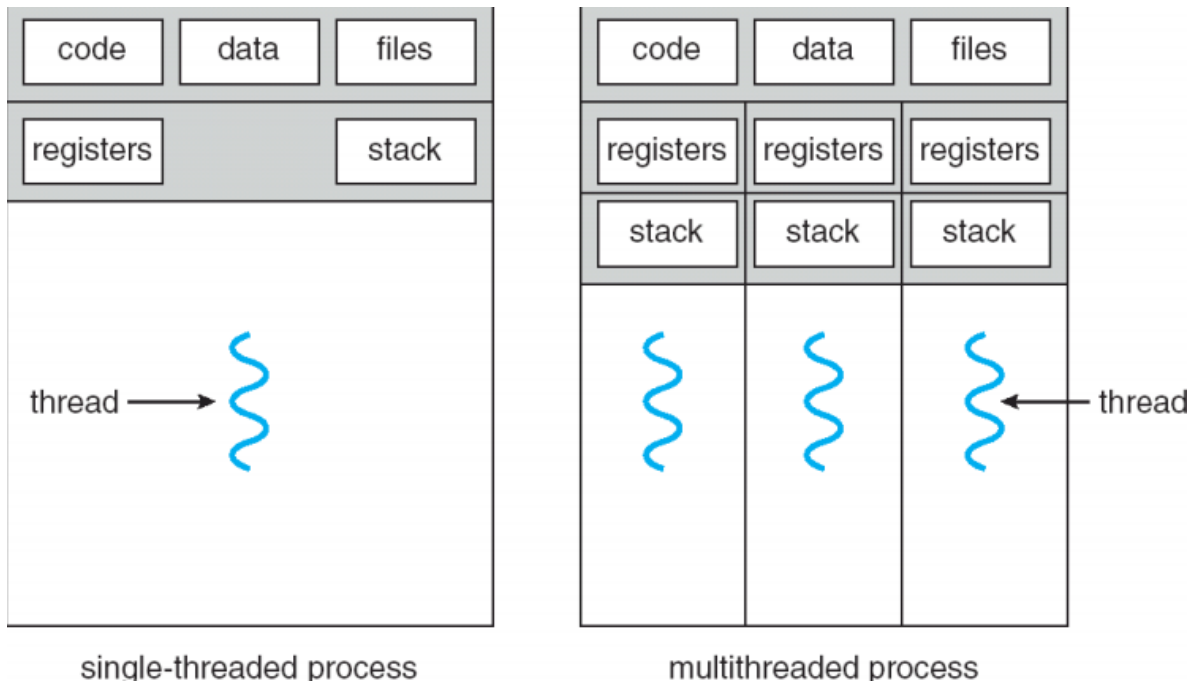 code data files
registers stack
thread
single-threaded process
code data files
registers registers registers
stack stack stack
thread
multithreaded process